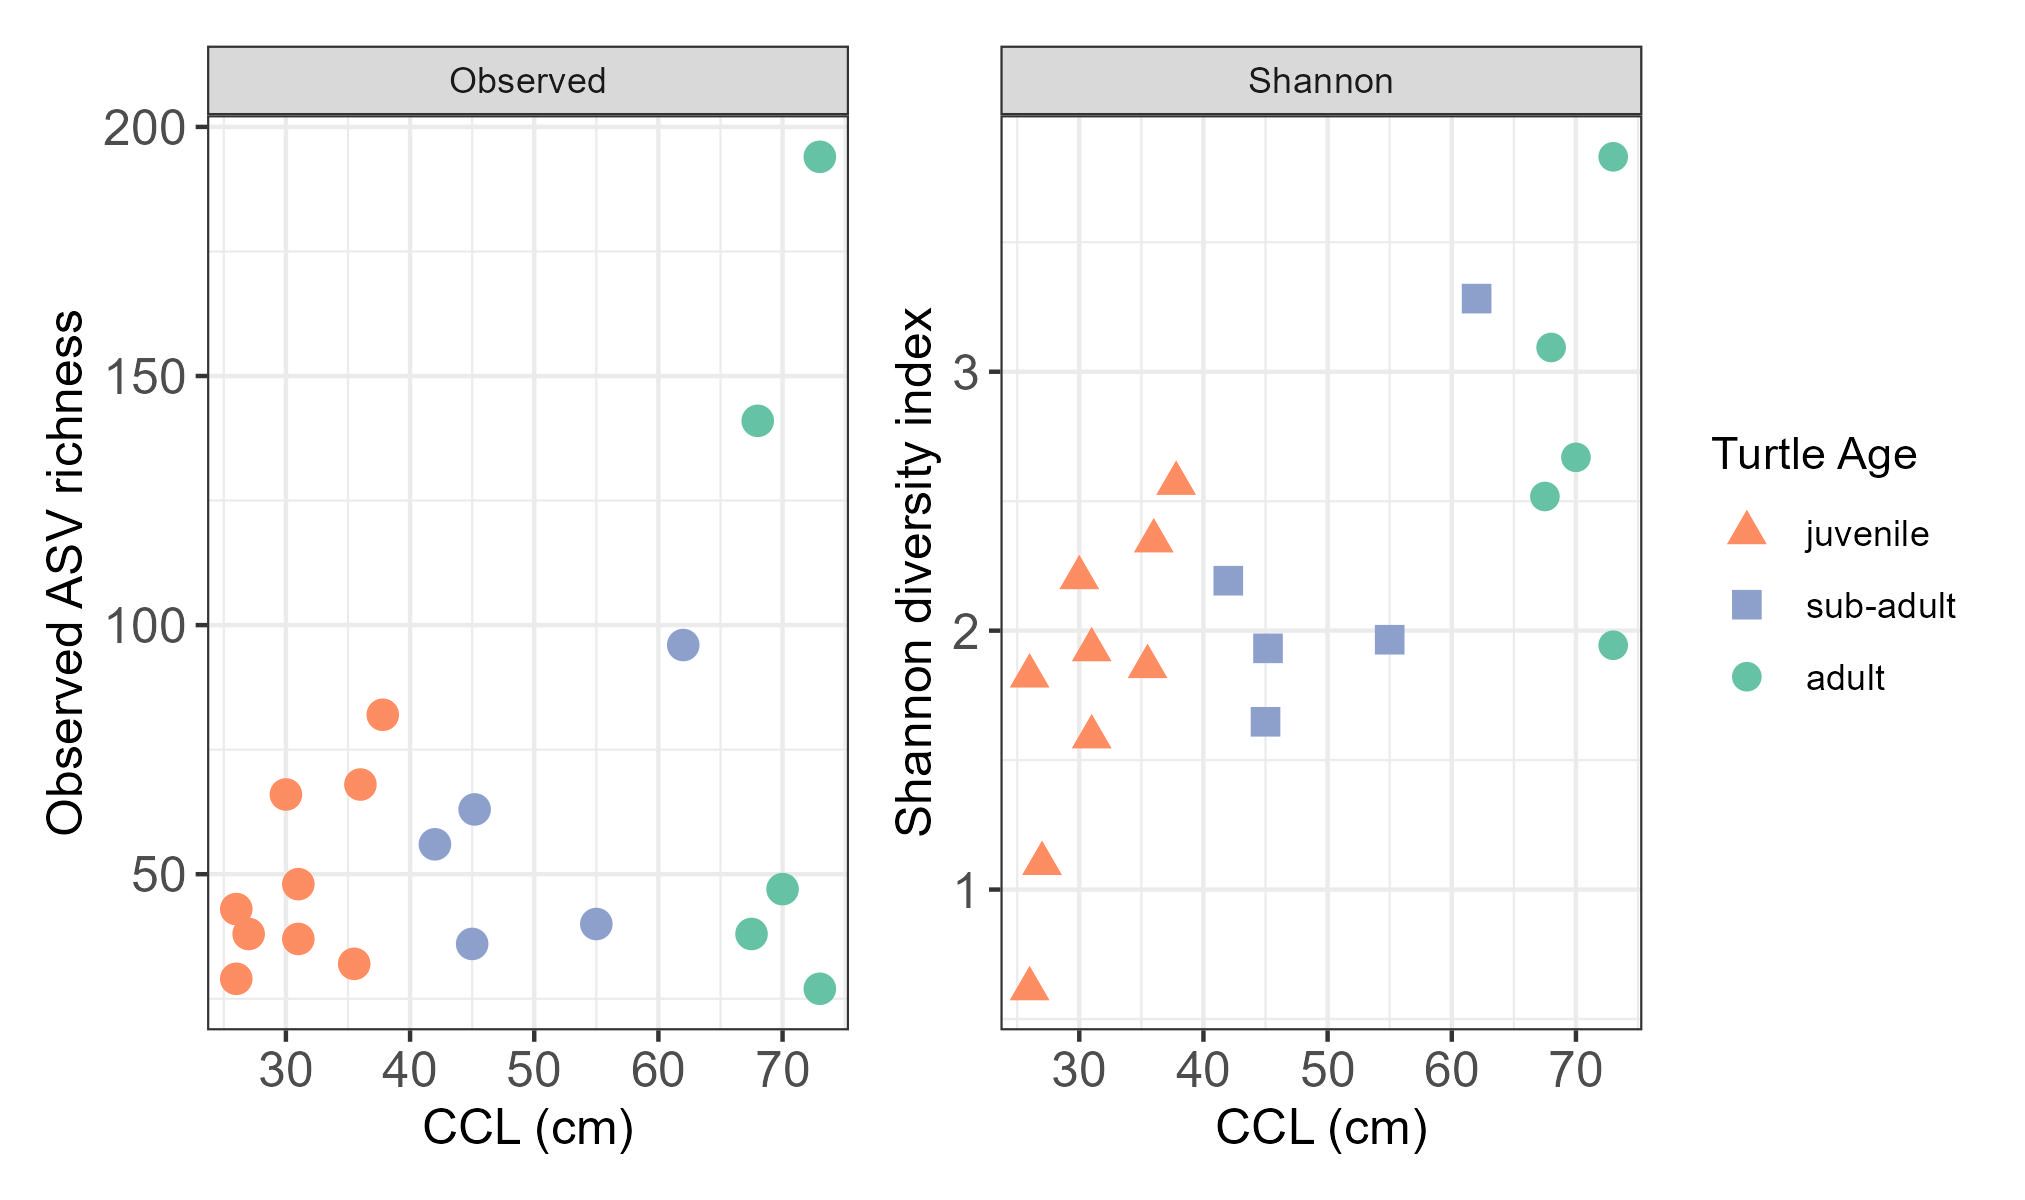 Observed
Observed ASV richness
200
150
100
50
30 40 50 60 70
CCL (cm)
Shannon
Shannon diversity index
3
2
1
30 40 50 60 70
CCL (cm)
Turtle Age
juvenile
sub-adult
adult